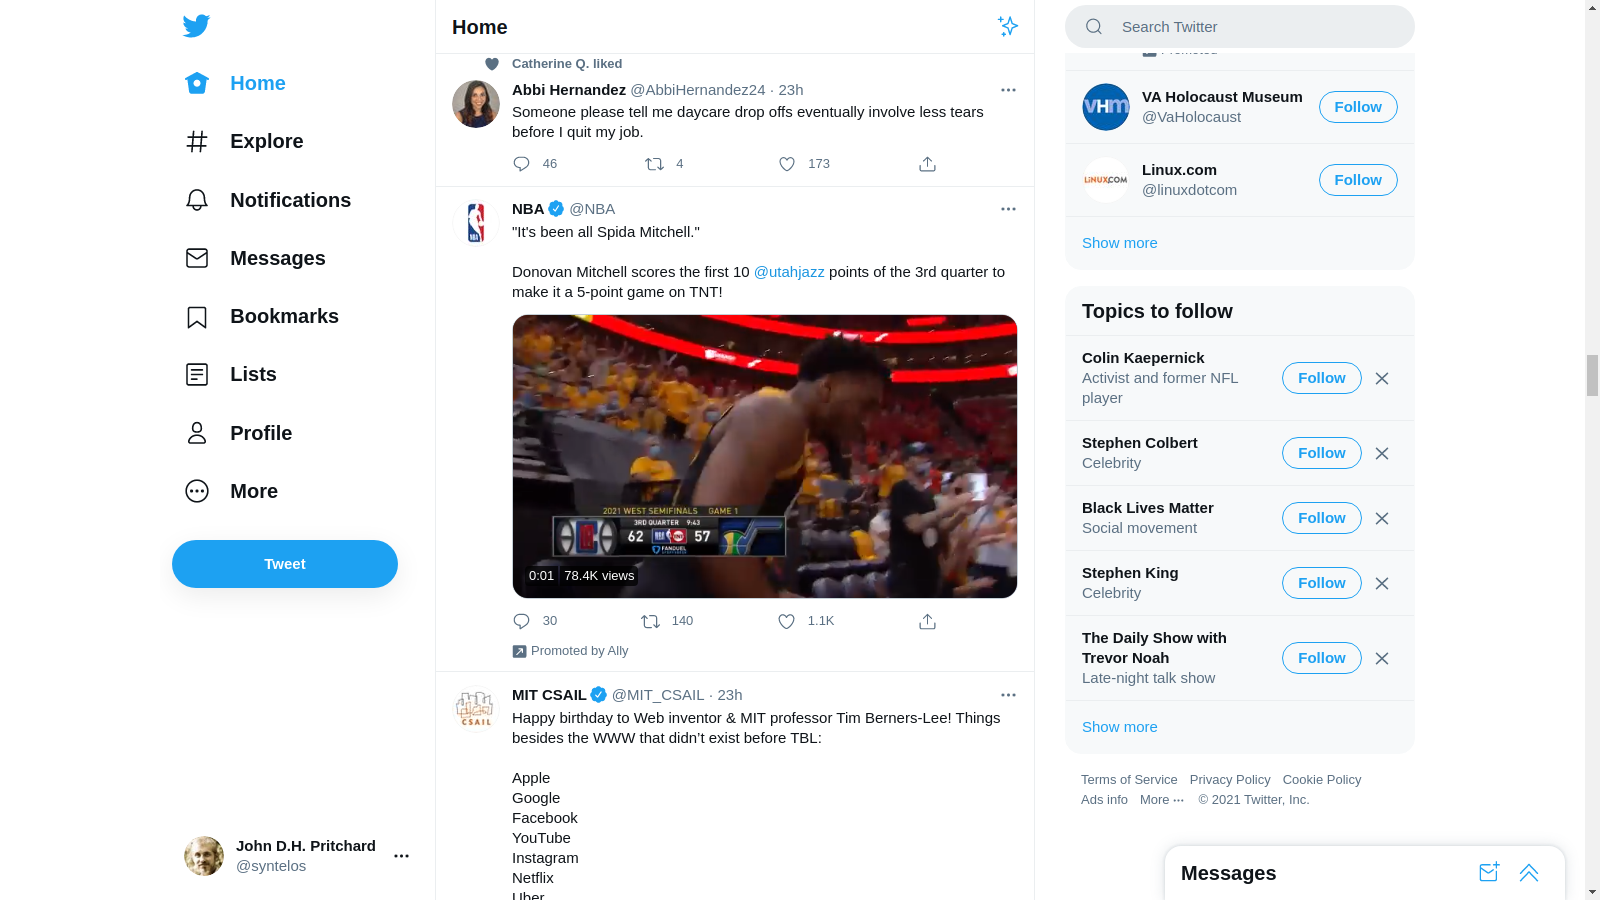 Home
Explore
Notifications
Messages
Bookmarks
Lists
Profile
More
Tweet
John D.H. Pritchard
@syntelos
Home
Catherine Q. liked
Abbi Hernandez @AbbiHernandez24 · 23h
Someone please tell me daycare drop offs eventually involve less tears
before I quit my job.
46 4 173
NBA @NBA
"It's been all Spida Mitchell."
Donovan Mitchell scores the first 10 @utahjazz points of the 3rd quarter to
make it a 5-point game on TNT!
2021 WEST SEMIFINALS GAME 1
3RD QUARTER 9:43
62 NBA TNT 57
FANDUEL
0:01 78.4K views
30 140 1.1K
Promoted by Ally
CSAIL
MIT CSAIL @MIT_CSAIL · 23h
Happy birthday to Web inventor & MIT professor Tim Berners-Lee! Things
besides the WWW that didn’t exist before TBL:
Apple
Google
Facebook
YouTube
Instagram
Netflix
Uber
Search Twitter
Promoted
VHM
VA Holocaust Museum
@VaHolocaust
Follow
LINUX.COM
Linux.com
@linuxdotcom
Follow
Show more
Topics to follow
Colin Kaepernick
Activist and former NFL
player
Follow
Stephen Colbert
Celebrity
Follow
Black Lives Matter
Social movement
Follow
Stephen King
Celebrity
Follow
The Daily Show with
Trevor Noah
Late-night talk show
Follow
Show more
Terms of Service Privacy Policy Cookie Policy
Ads info More ··· © 2021 Twitter, Inc.
Messages